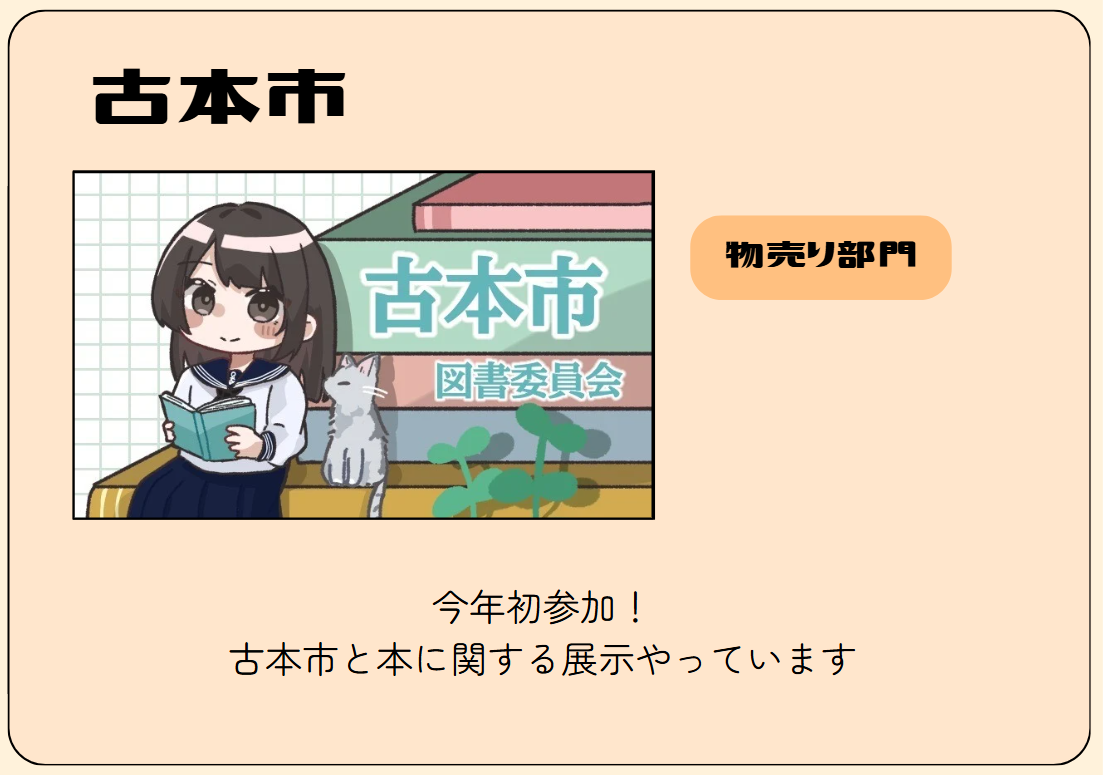 古本市
古本市
図書委員会
物売り部門
今年初参加！
古本市と本に関する展示やっています